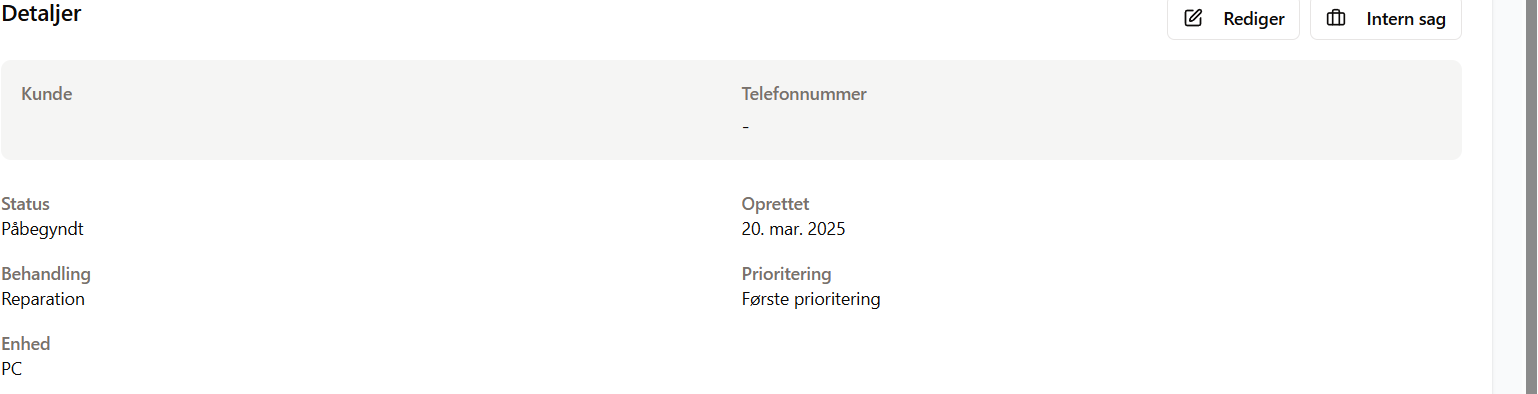 Detaljer
Rediger
Intern sag
Kunde
Telefonnummer
-
Status
Oprettet
Påbegyndt
20. mar. 2025
Behandling
Prioritering
Reparation
Første prioritering
Enhed
PC